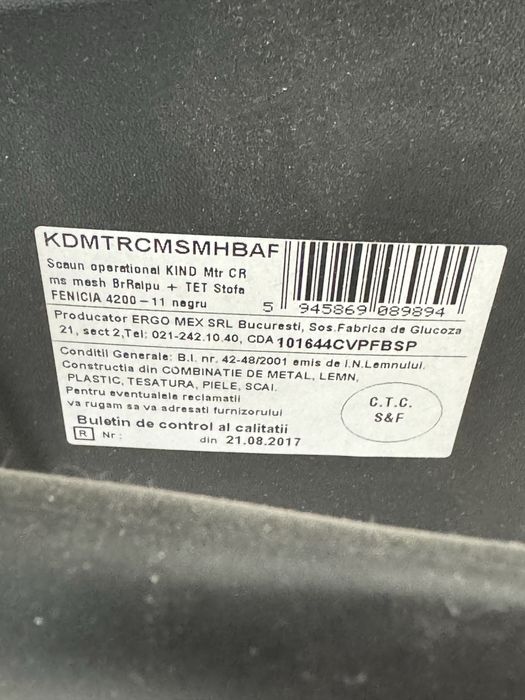 KDMTRCMSMHBAF
Scaun operational KIND Mtr CR
ms mesh BrRalpu + TET Stofa
FENICIA 4200-11 negru
5 945869 089894
Producator ERGO MEX SRL Bucuresti, Sos.Fabrica de Glucoza
21, sect 2,Tel: 021-242.10.40, CDA 101644CVPFBSP
Conditii Generale: B.I. nr. 42-48/2001 emis de I.N.Lemnului.
Constructia din COMBINATIE DE METAL, LEMN,
PLASTIC, TESATURA, PIELE, SCAI.
Pentru eventualele reclamatii
va rugam sa va adresati furnizorului
C.T.C.
S&F
Buletin de control al calitatii
R Nr: din 21.08.2017